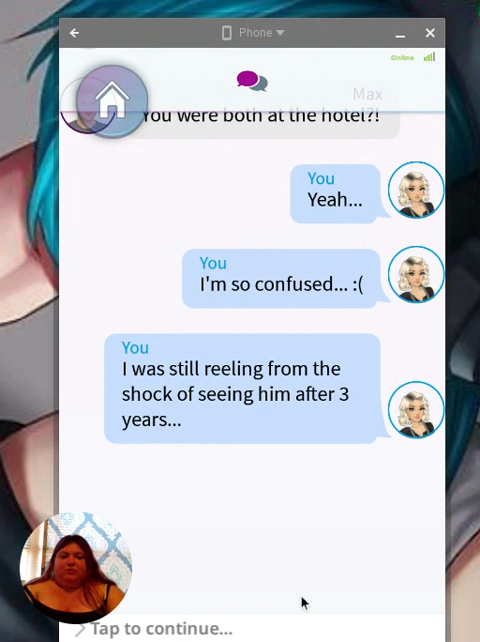 Phone
Online
Max
You were both at the hotel?!
You
Yeah...
You
I'm so confused... :(
You
I was still reeling from the
shock of seeing him after 3
years...
Tap to continue...